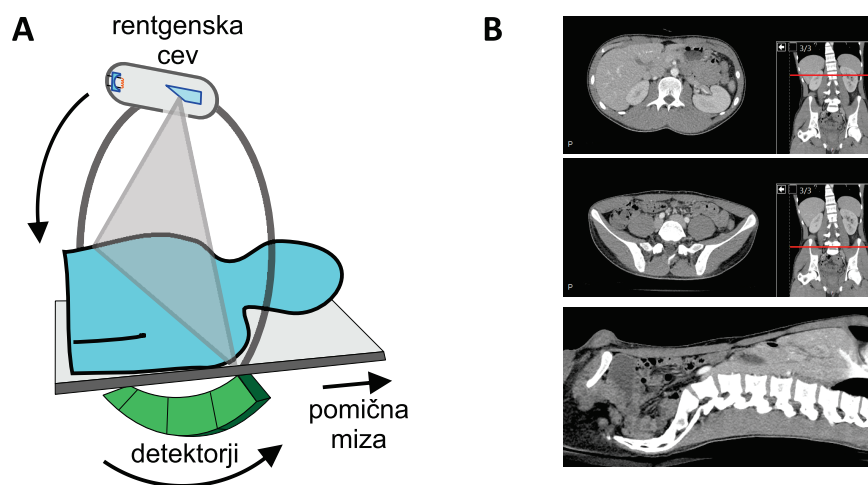 A
rentgenska
cev
pomična
miza
detektorji
B
3/3
P
3/3
P